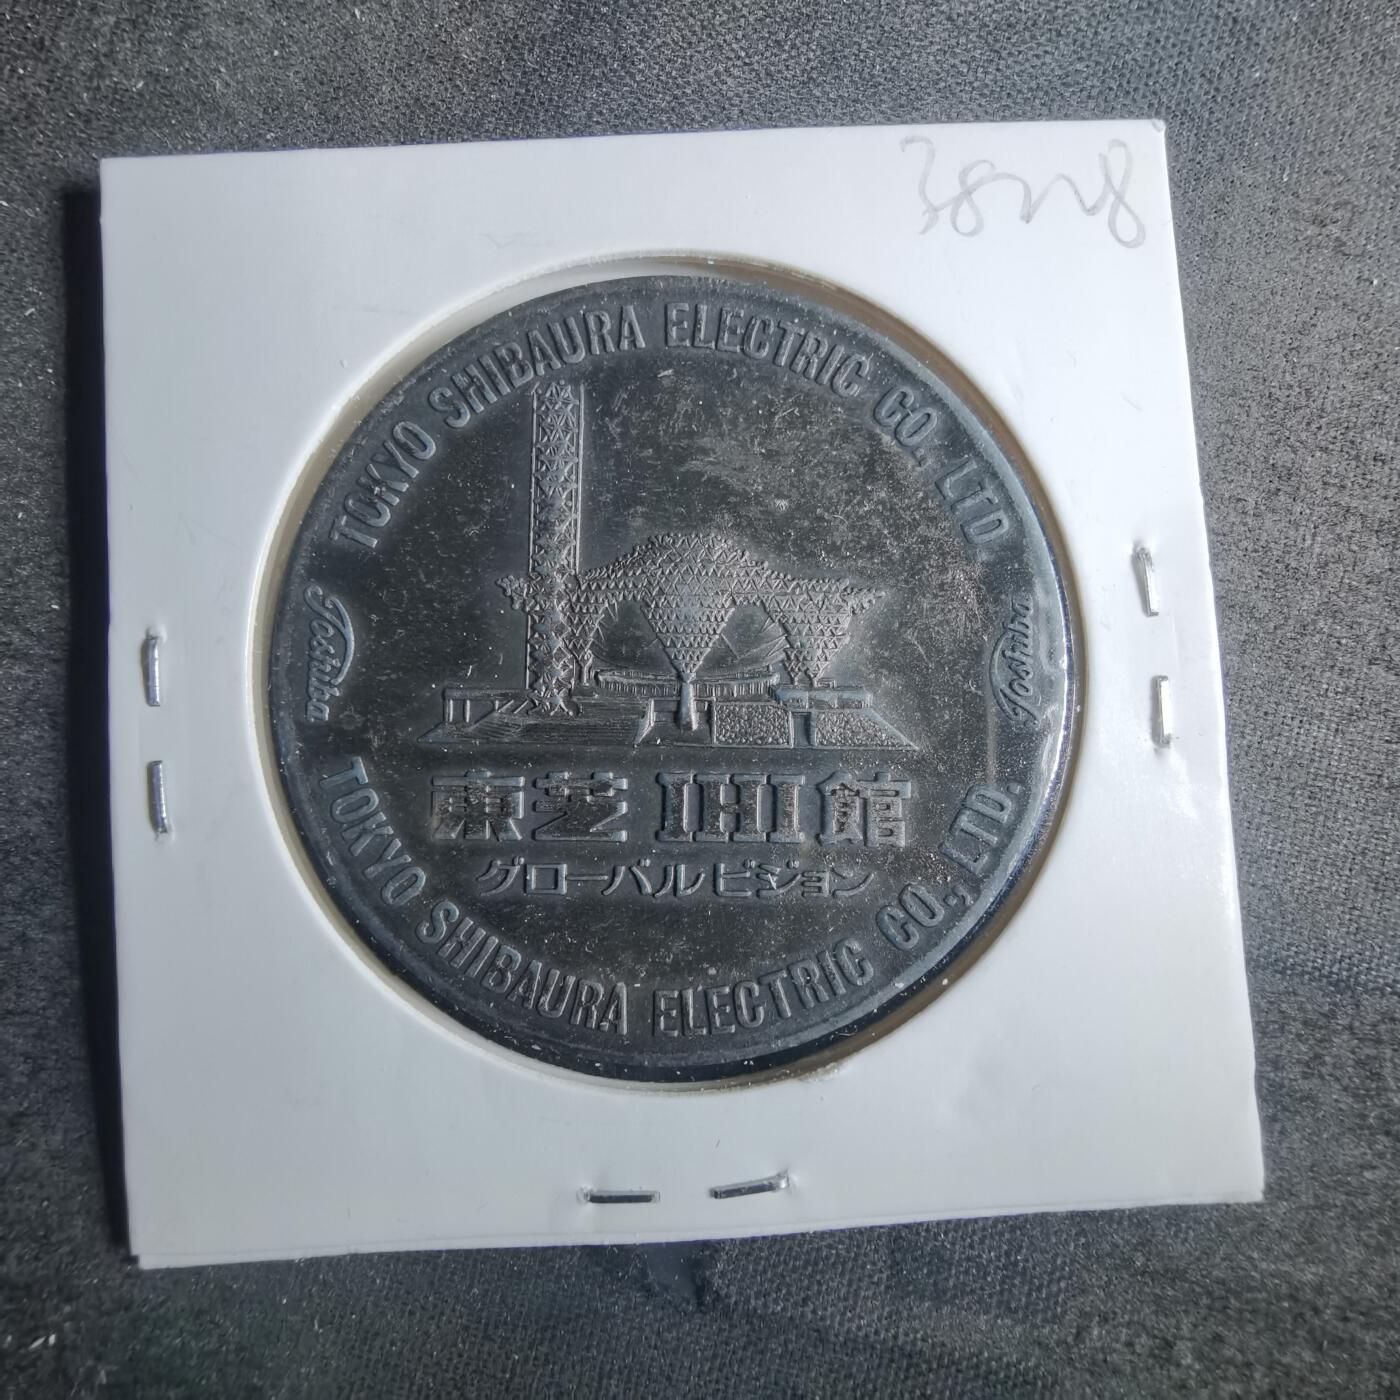 38n8
TOKYO SHIBAURA ELECTRIC CO., LTD.
Toshiba
Toshiba
東芝 IHI 館
グローバル ビジョン
TOKYO SHIBAURA ELECTRIC CO., LTD.